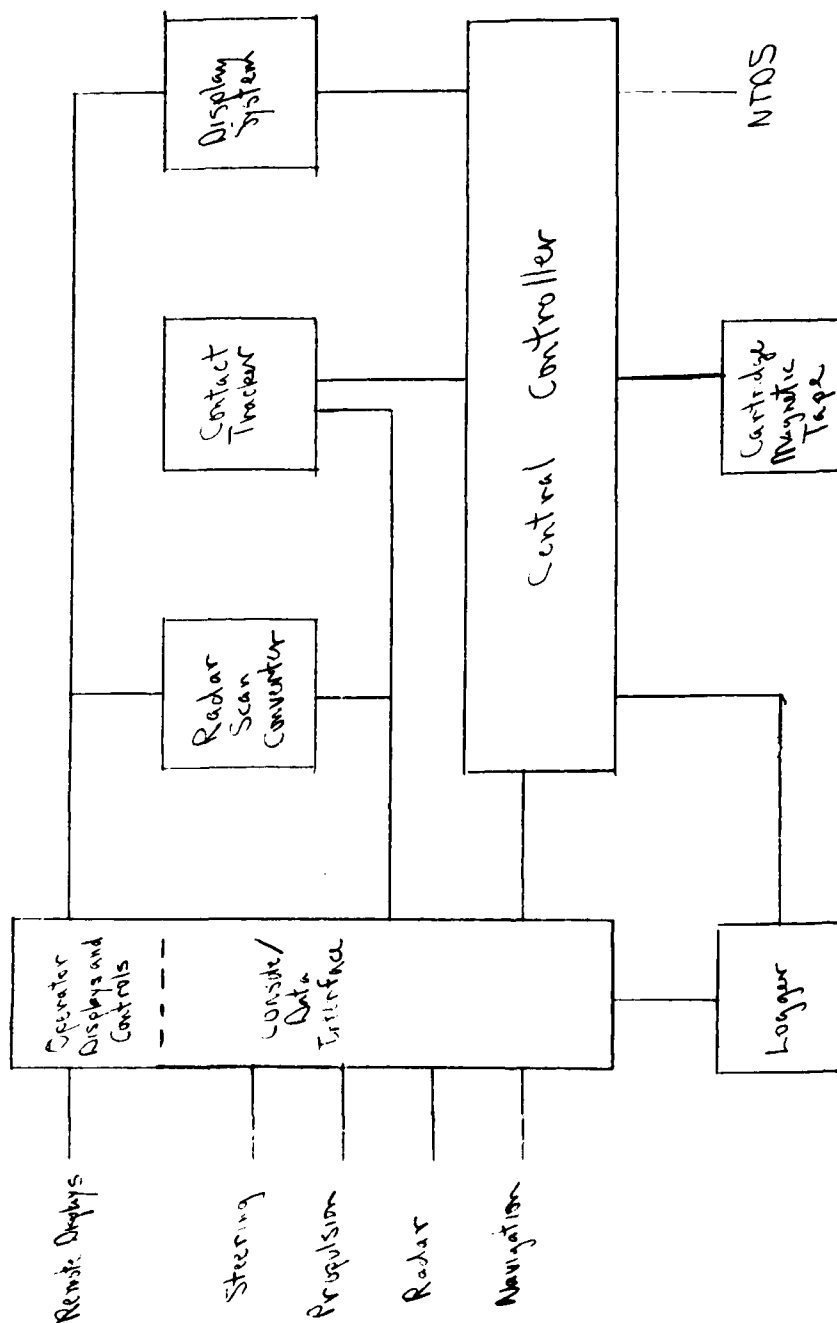 Remote Displays
Operator
Displays and
Controls
Display
System
Steering
Console/
Data
Interface
Radar
Scan
Converter
Contact
Tracker
Propulsion
Radar
Navigation
Central Controller
Logger
Cartridge
Magnetic
Tape
NTDS